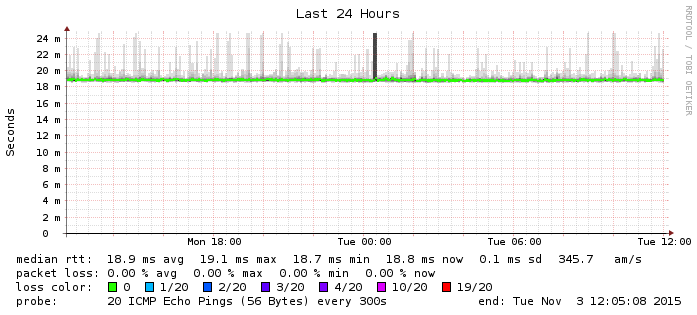 Last 24 Hours
RRDTOOL / TOBI OETIKER
Seconds
24 m
22 m
20 m
18 m
16 m
14 m
12 m
10 m
8 m
6 m
4 m
2 m
0
Mon 18:00 Tue 00:00 Tue 06:00 Tue 12:00
median rtt: 18.9 ms avg 19.1 ms max 18.7 ms min 18.8 ms now 0.1 ms sd 345.7 am/s
packet loss: 0.00 % avg 0.00 % max 0.00 % min 0.00 % now
loss color: 0 1/20 2/20 3/20 4/20 10/20 19/20
probe: 20 ICMP Echo Pings (56 Bytes) every 300s end: Tue Nov 3 12:05:08 2015